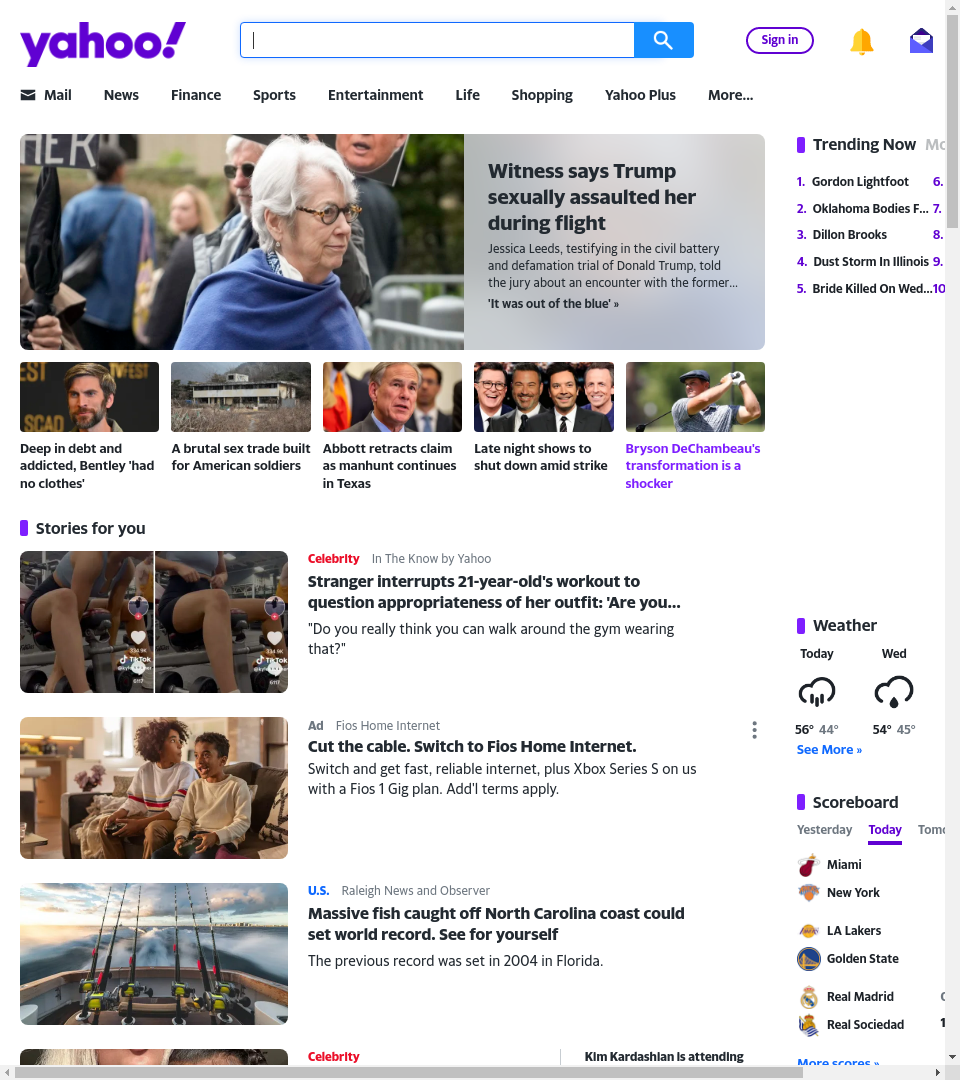 yahoo!
Sign in
Mail News Finance Sports Entertainment Life Shopping Yahoo Plus More...
HER
Witness says Trump
sexually assaulted her
during flight
Jessica Leeds, testifying in the civil battery
and defamation trial of Donald Trump, told
the jury about an encounter with the former...
'It was out of the blue' »
Deep in debt and
addicted, Bentley 'had
no clothes'
A brutal sex trade built
for American soldiers
Abbott retracts claim
as manhunt continues
in Texas
Late night shows to
shut down amid strike
Bryson DeChambeau's
transformation is a
shocker
Stories for you
TikTok
TikTok
Celebrity In The Know by Yahoo
Stranger interrupts 21-year-old's workout to
question appropriateness of her outfit: 'Are you...
"Do you really think you can walk around the gym wearing
that?"
Ad Fios Home Internet
Cut the cable. Switch to Fios Home Internet.
Switch and get fast, reliable internet, plus Xbox Series S on us
with a Fios 1 Gig plan. Add'l terms apply.
U.S. Raleigh News and Observer
Massive fish caught off North Carolina coast could
set world record. See for yourself
The previous record was set in 2004 in Florida.
Celebrity
Kim Kardashian is attending
Trending Now
1. Gordon Lightfoot 6.
2. Oklahoma Bodies F... 7.
3. Dillon Brooks 8.
4. Dust Storm In Illinois 9.
5. Bride Killed On Wed... 10
Weather
Today Wed
56° 44° 54° 45°
See More »
Scoreboard
Yesterday Today Tomo
Miami
New York
LA Lakers
Golden State
Real Madrid
Real Sociedad
More scores »